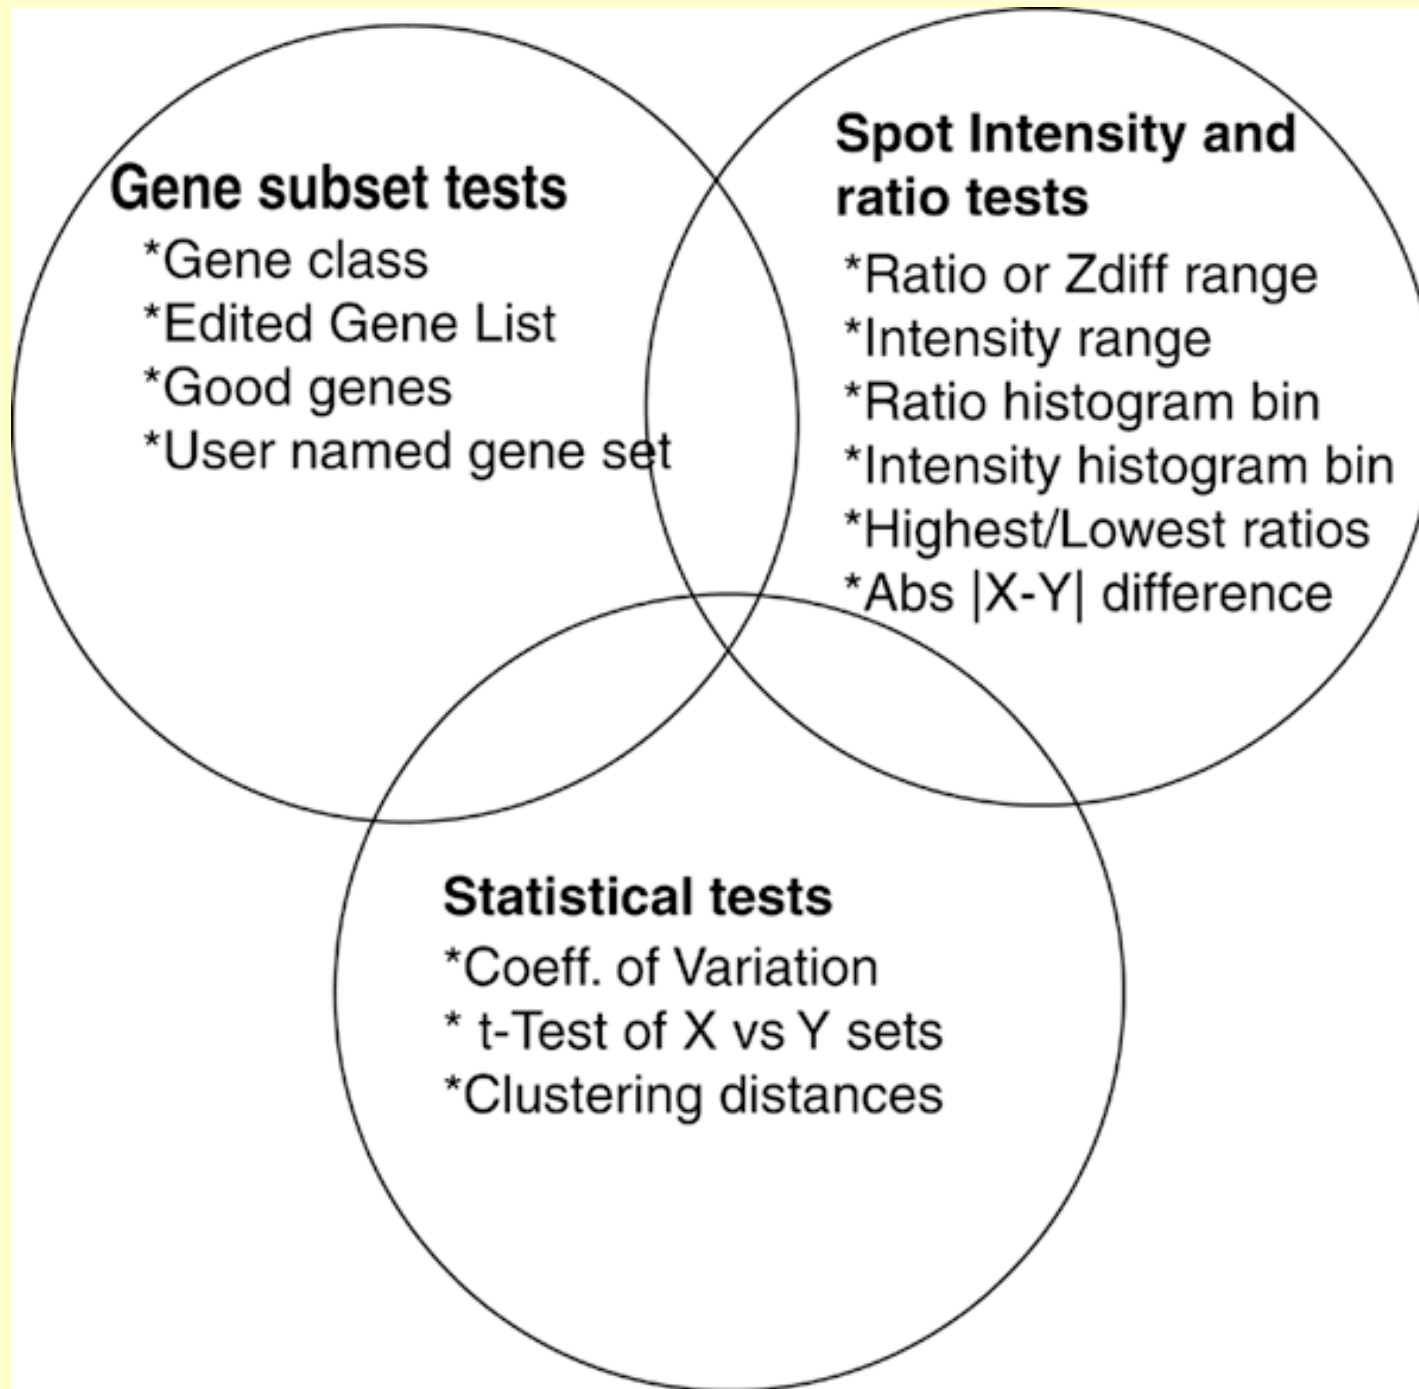 Gene subset tests
*Gene class
*Edited Gene List
*Good genes
*User named gene set
Spot Intensity and
ratio tests
*Ratio or Zdiff range
*Intensity range
*Ratio histogram bin
*Intensity histogram bin
*Highest/Lowest ratios
*Abs |X-Y| difference
Statistical tests
*Coeff. of Variation
* t-Test of X vs Y sets
*Clustering distances